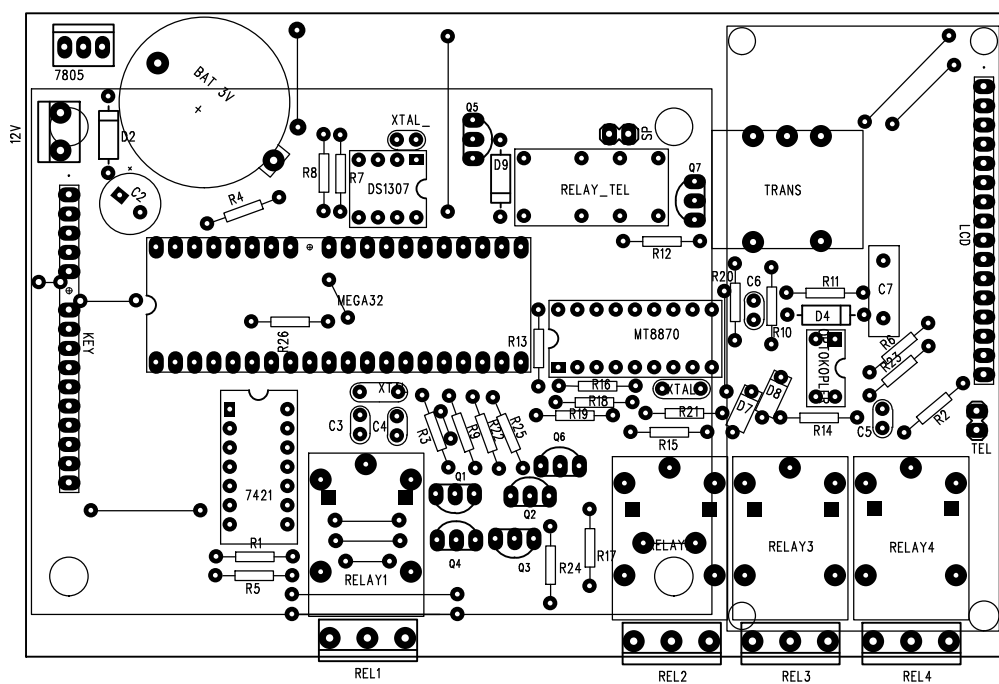 7805
BAT 3V
12V
D2
C2
R4
R8
R7
XTAL_
DS1307
Q5
D9
SP
RELAY_TEL
Q7
R12
TRANS
LCD
KEY
MEGA32
R26
R13
MT8870
R20
C6
R10
R11
D4
C7
R6
R23
R2
R16
R18
R19
XTAL
R21
R15
D7
D8
R14
C5
TEL
C3
C4
R3
R9
R22
R25
Q6
7421
Q1
Q2
Q4
Q3
R1
R5
R24
R17
RELAY1
RELAY
RELAY3
RELAY4
REL1
REL2
REL3
REL4